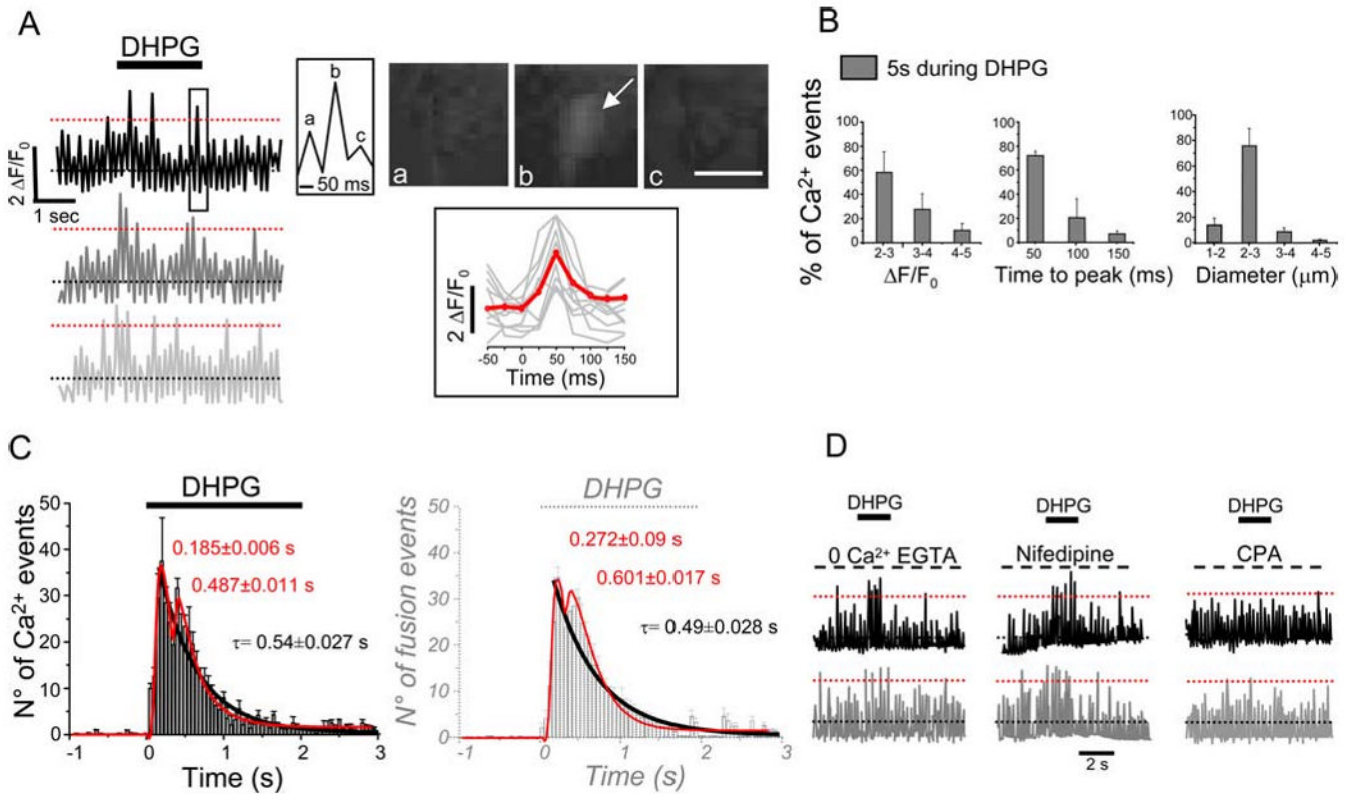 A
DHPG
2 ΔF/F0
1 sec
a
b
c
50 ms
a
b
c
2 ΔF/F0
-50
0
50
100
150
Time (ms)
B
5s during DHPG
% of Ca2+ events
100
80
60
40
20
0
2-3
3-4
4-5
ΔF/F0
100
80
60
40
20
0
50
100
150
Time to peak (ms)
100
80
60
40
20
0
1-2
2-3
3-4
4-5
Diameter (μm)
C
DHPG
N° of Ca2+ events
50
40
30
20
10
0
0.185±0.006 s
0.487±0.011 s
τ= 0.54±0.027 s
-1
0
1
2
3
Time (s)
DHPG
N° of fusion events
50
40
30
20
10
0
0.272±0.09 s
0.601±0.017 s
τ= 0.49±0.028 s
-1
0
1
2
3
Time (s)
D
DHPG
0 Ca2+ EGTA
DHPG
Nifedipine
DHPG
CPA
2 s